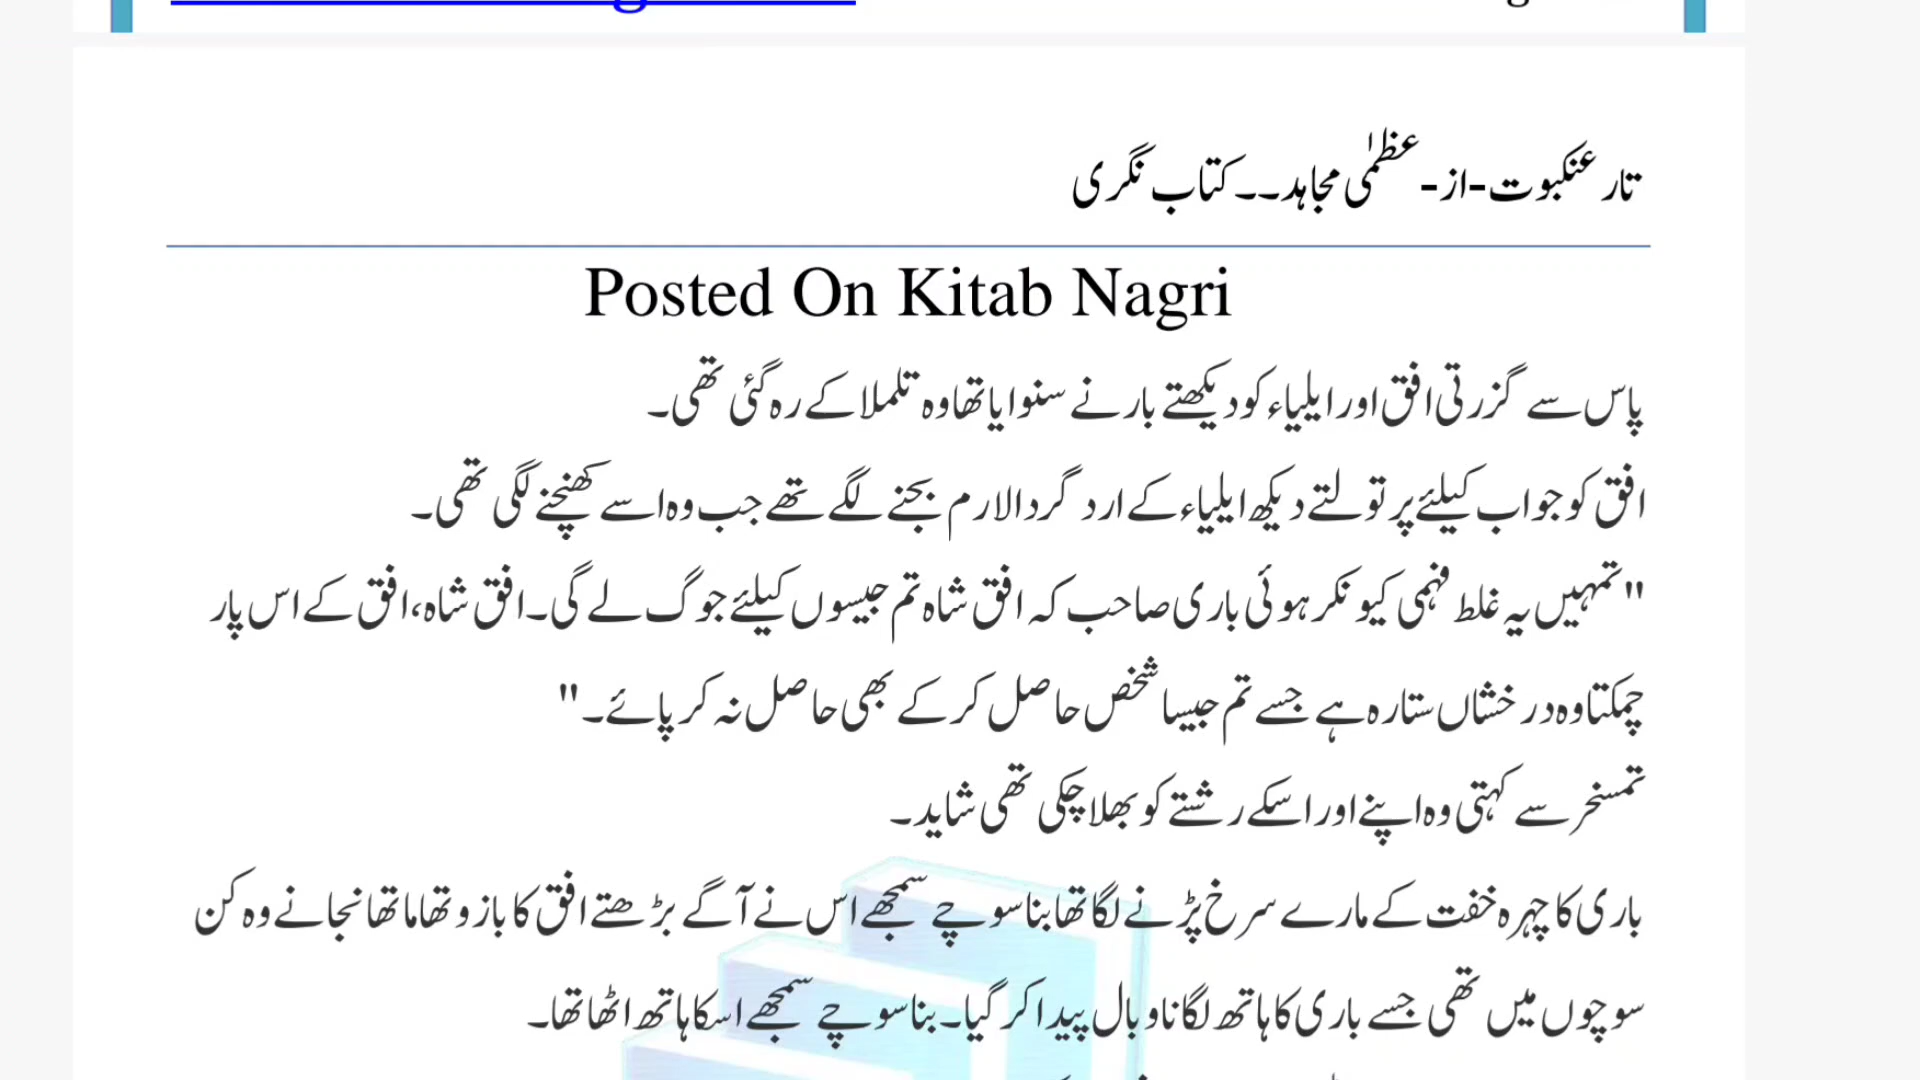 تار عنکبوت-از- عظمٰی مجاہد۔۔کتاب نگری
Posted On Kitab Nagri
پاس سے گزرتی افق اور ایلیاء کو دیکھتے بار نے سنوایا تھا وہ تلملا کے رہ گئی تھی۔
افق کو جواب کیلئے پر تولتے دیکھ ایلیاء کے ارد گرد الارم بجنے لگے تھے جب وہ اسے کھنچنے لگی تھی۔
"تمہیں یہ غلط فہمی کیونکر ہوئی باری صاحب کہ افق شاہ تم جیسوں کیلئے جوگ لے گی۔ افق شاہ، افق کے اس پار
چمکتا وہ درخشاں ستارہ ہے جسے تم جیسا شخص حاصل کر کے بھی حاصل نہ کر پائے۔"
تمسخر سے کہتی وہ اپنے اور اسکے رشتے کو بھلا چکی تھی شاید۔
باری کا چہرہ خفت کے مارے سرخ پڑنے لگا تھا بنا سوچے سمجھے اس نے آگے بڑھتے افق کا بازو تھاما تھا نجانے وہ کن
سوچوں میں تھی جسے باری کا ہاتھ لگانا وبال پیدا کر گیا۔ بنا سوچے سمجھے اسکا ہاتھ اٹھا تھا۔